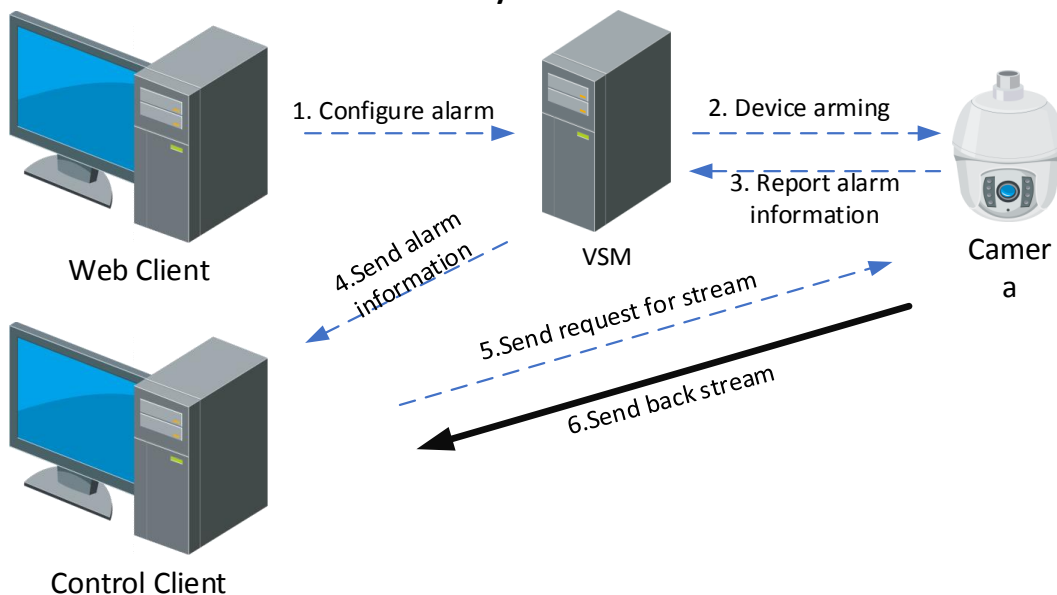 1. Configure alarm
2. Device arming
3. Report alarm
information
Web Client
VSM
Camer
a
4.Send alarm
information
5.Send request for stream
6.Send back stream
Control Client